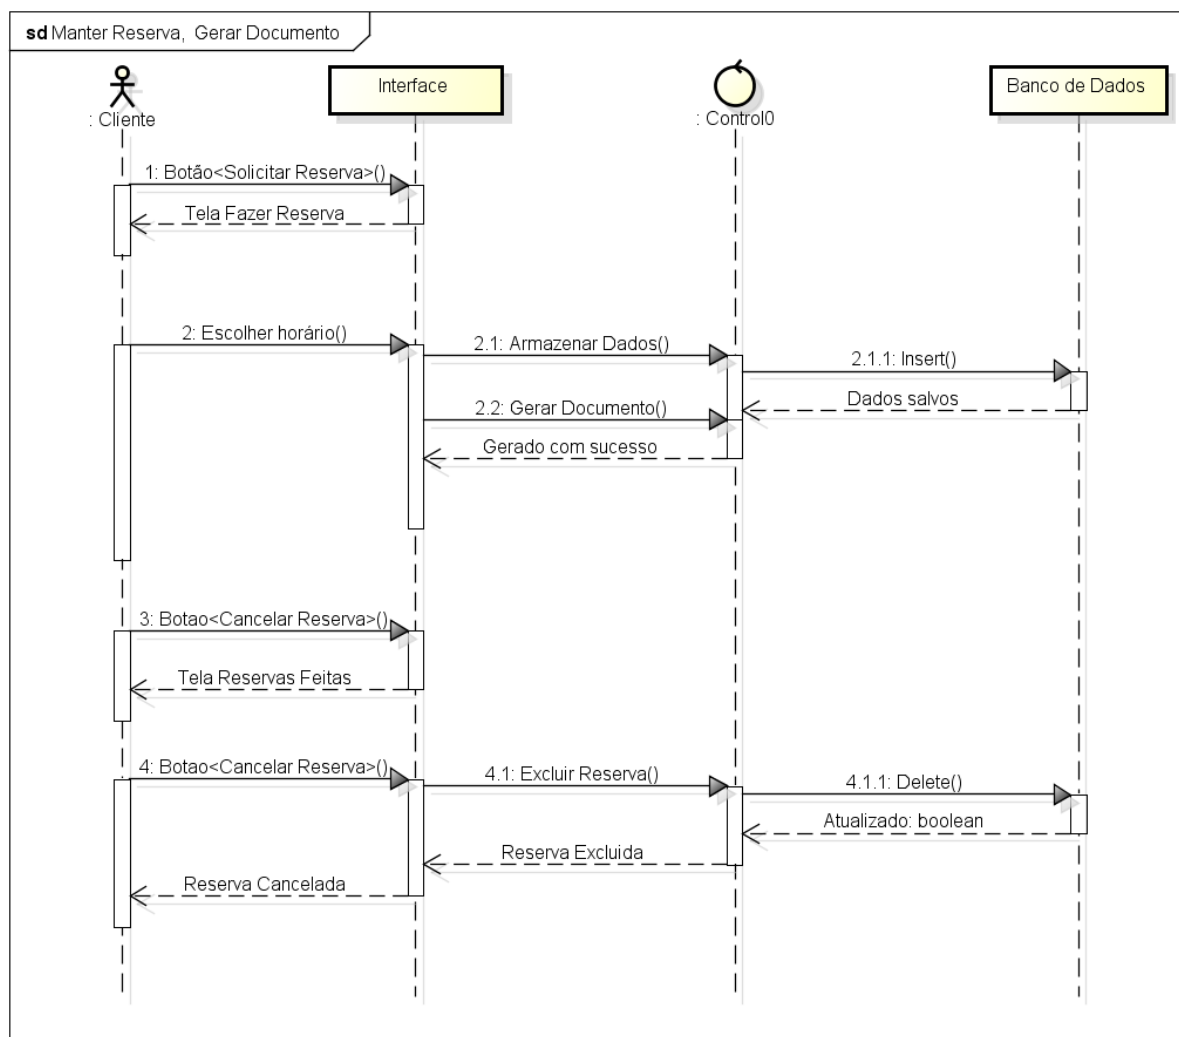 sd Manter Reserva, Gerar Documento
Interface
Banco de Dados
: Cliente
: Control0
1: Botão<Solicitar Reserva>()
Tela Fazer Reserva
2: Escolher horário()
2.1: Armazenar Dados()
2.1.1: Insert()
Dados salvos
2.2: Gerar Documento()
Gerado com sucesso
3: Botao<Cancelar Reserva>()
Tela Reservas Feitas
4: Botao<Cancelar Reserva>()
4.1: Excluir Reserva()
4.1.1: Delete()
Atualizado: boolean
Reserva Excluida
Reserva Cancelada